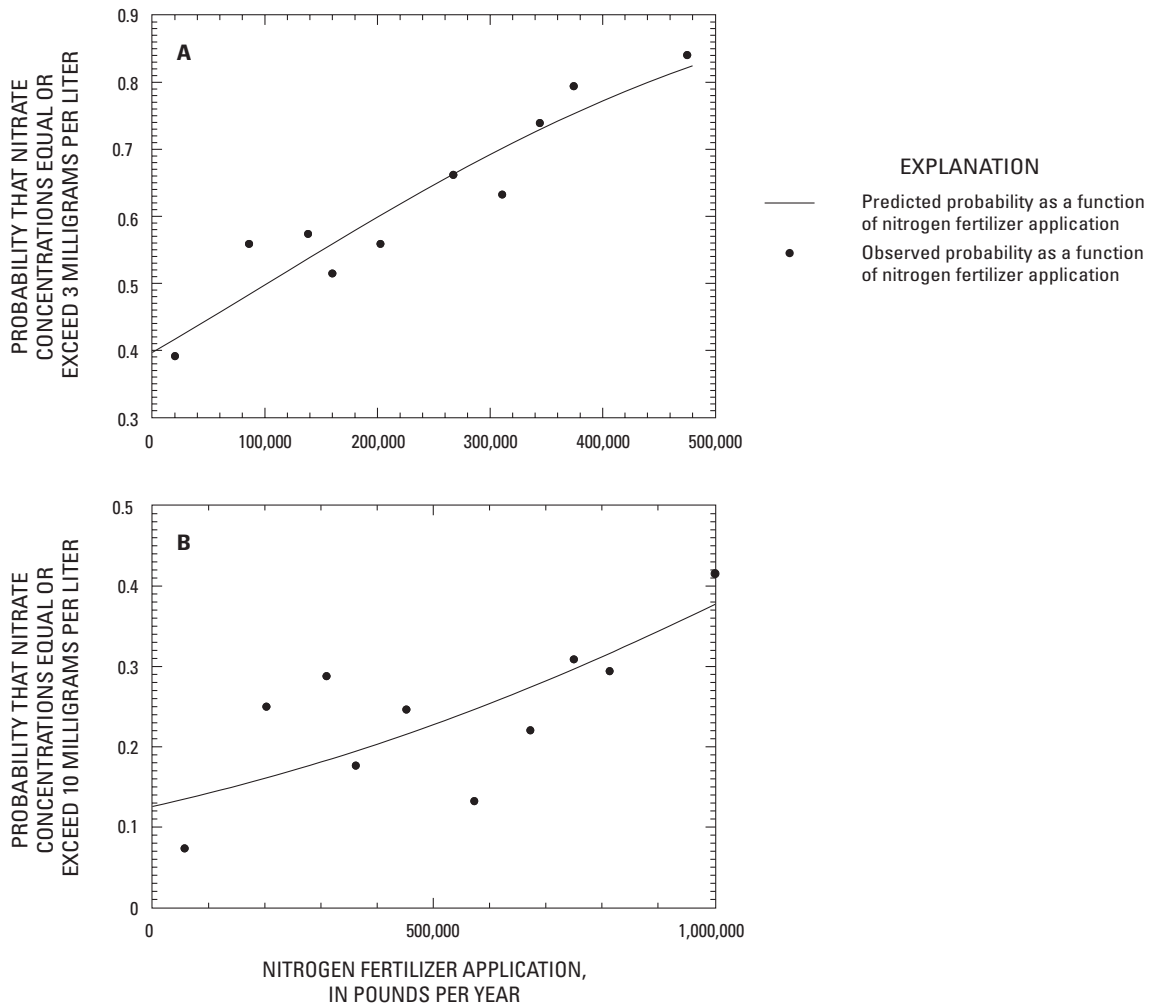 PROBABILITY THAT NITRATE
CONCENTRATIONS EQUAL OR
EXCEED 3 MILLIGRAMS PER LITER
0.9
0.8
0.7
0.6
0.5
0.4
0.3
A
0 100,000 200,000 300,000 400,000 500,000
EXPLANATION
Predicted probability as a function
of nitrogen fertilizer application
Observed probability as a function
of nitrogen fertilizer application
PROBABILITY THAT NITRATE
CONCENTRATIONS EQUAL OR
EXCEED 10 MILLIGRAMS PER LITER
0.5
0.4
0.3
0.2
0.1
0
B
0 500,000 1,000,000
NITROGEN FERTILIZER APPLICATION,
IN POUNDS PER YEAR